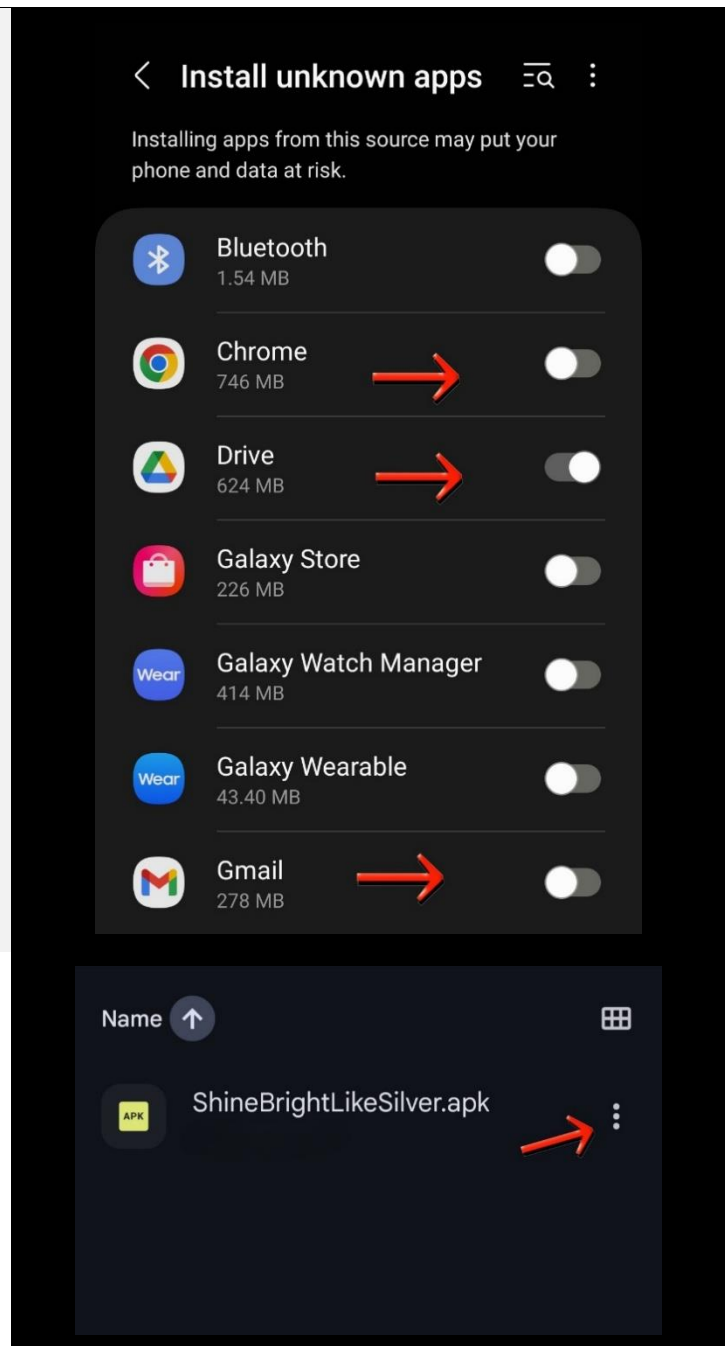 Install unknown apps
Installing apps from this source may put your
phone and data at risk.
Bluetooth
1.54 MB
Chrome
746 MB
Drive
624 MB
Galaxy Store
226 MB
Wear
Galaxy Watch Manager
414 MB
Wear
Galaxy Wearable
43.40 MB
Gmail
278 MB
Name
APK
ShineBrightLikeSilver.apk